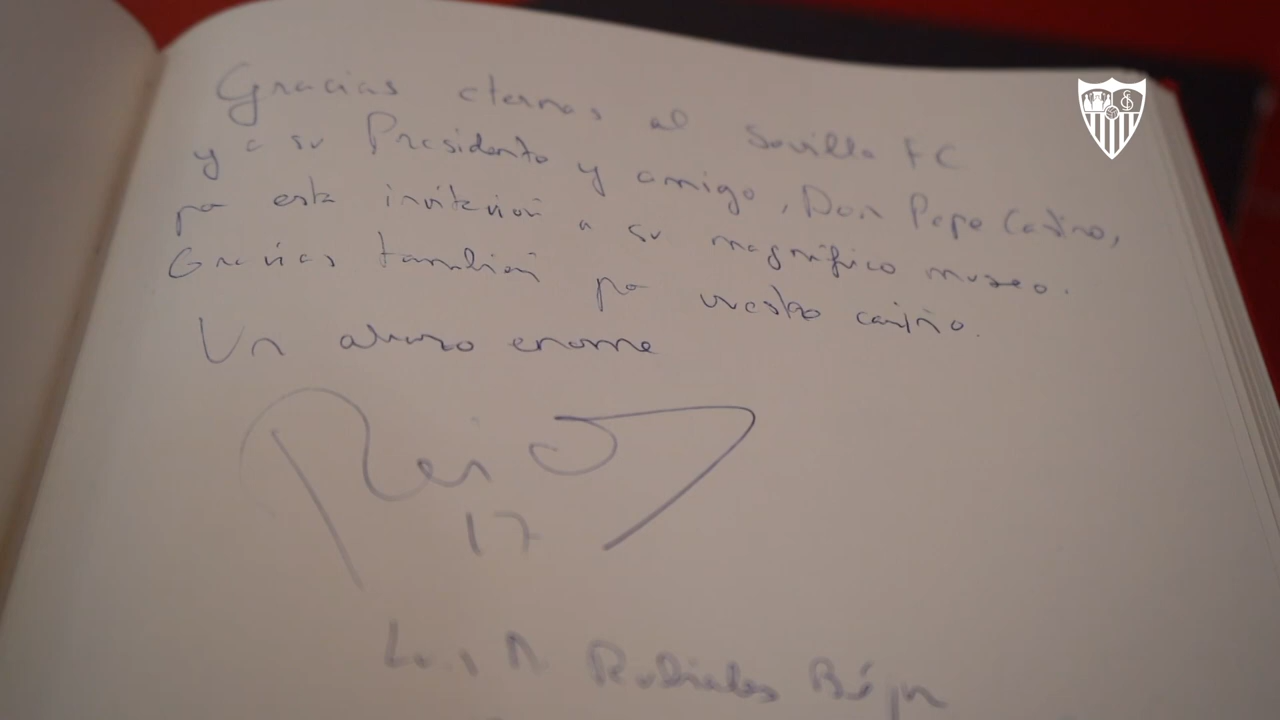 Gracias eternas al Sevilla FC
y a su Presidente y amigo, Don Pepe Castro,
por esta invitación a su magnífico museo.
Gracias también por vuestro cariño.
Un abrazo enorme
17
Luis M. Rubiales Béjar